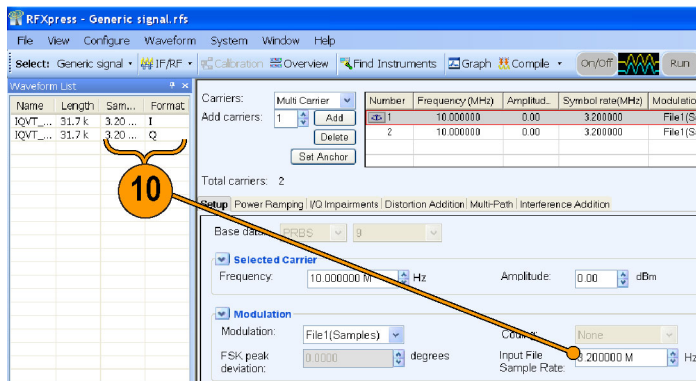 RFXpress - Generic signal.rfs
File View Configure Waveform System Window Help
Select: Generic signal IF/RF Calibration Overview Find Instruments Graph Compile On/Off Run
Waveform List
Name Length Sam... Format
IQVT_... 31.7 k 3.20 ... I
IQVT_... 31.7 k 3.20 ... Q
10
Carriers: Multi Carrier
Add carriers: 1 Add
Delete
Set Anchor
Total carriers: 2
Number Frequency (MHz) Amplitud.. Symbol rate(MHz) Modulatio
1 10.000000 0.00 3.200000 File1(Sa
2 10.000000 0.00 3.200000 File1(Sa
Setup Power Ramping I/Q Impairments Distortion Addition Multi-Path Interference Addition
Base data: PRBS 9
Selected Carrier
Frequency: 10.000000 M Hz Amplitude: 0.00 dBm
Modulation
Modulation: File1(Samples) Coding: None
FSK peak deviation: 0.0000 degrees Input File Sample Rate: 3.200000 M Hz